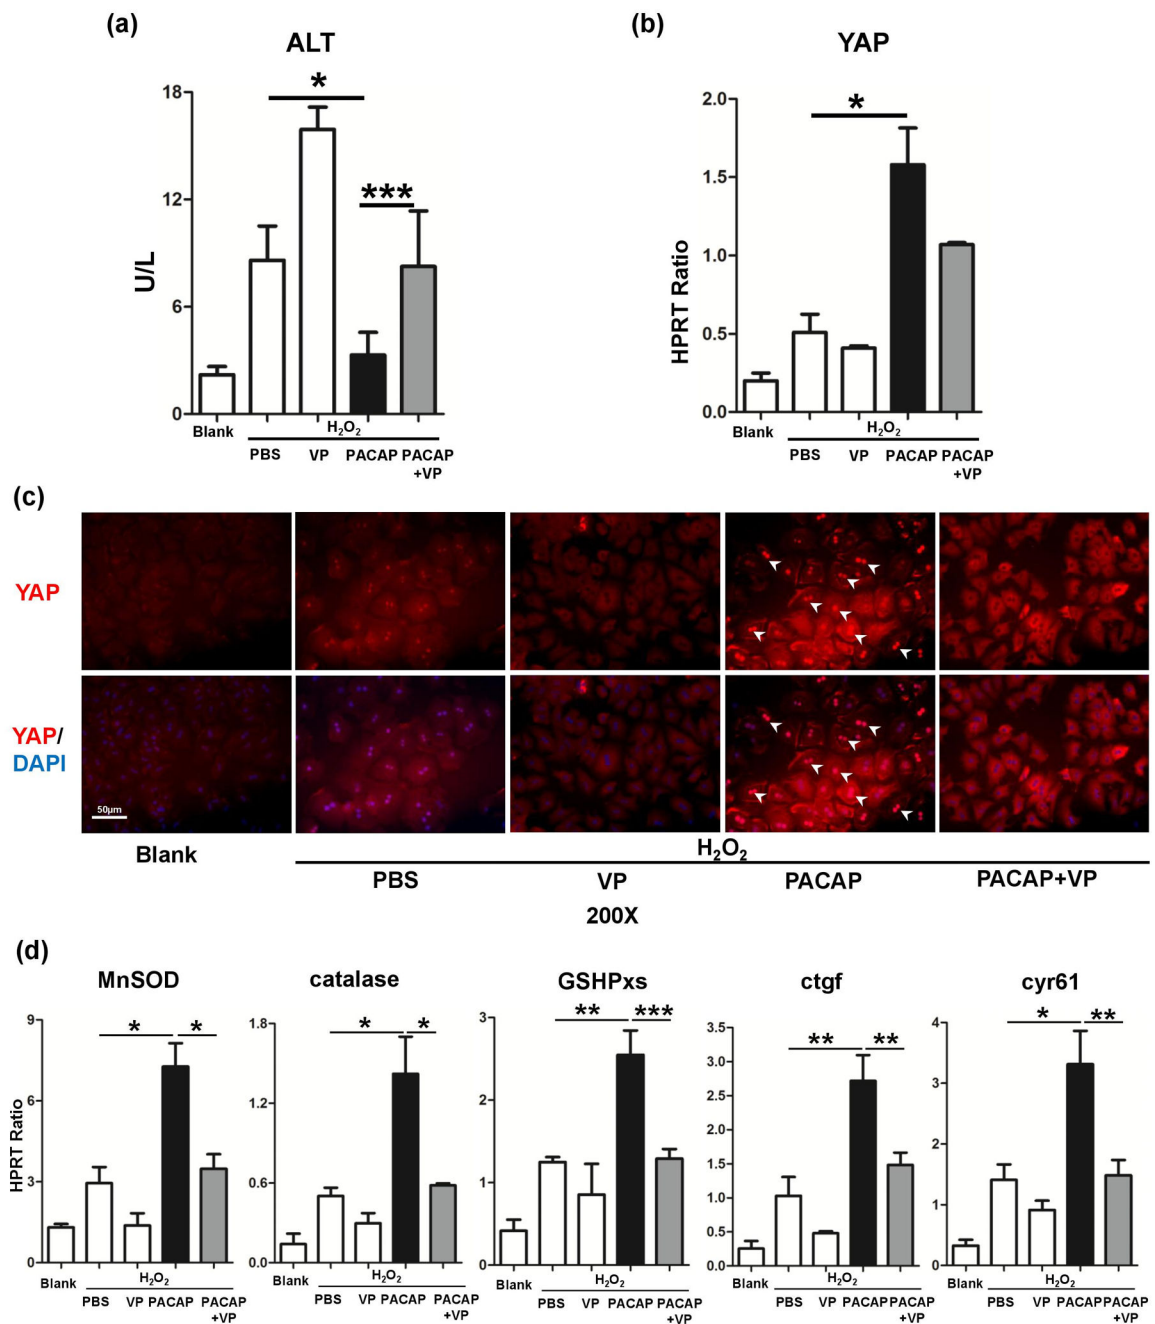 (a)
ALT
*
***
18
12
6
0
U/L
Blank
H₂O₂
PBS
VP
PACAP
PACAP
+VP
(b)
YAP
*
2.0
1.5
1.0
0.5
0.0
HPRT Ratio
Blank
H₂O₂
PBS
VP
PACAP
PACAP
+VP
(c)
YAP
YAP/
DAPI
50μm
Blank
H₂O₂
PBS
VP
PACAP
PACAP+VP
200X
(d)
MnSOD
* *
9
6
3
0
HPRT Ratio
Blank
H₂O₂
PBS
VP
PACAP
PACAP
+VP
catalase
* *
1.8
1.2
0.6
0.0
Blank
H₂O₂
PBS
VP
PACAP
PACAP
+VP
GSHPxs
** ***
3
2
1
0
Blank
H₂O₂
PBS
VP
PACAP
PACAP
+VP
ctgf
** **
3.5
3.0
2.5
2.0
1.5
1.0
0.5
0.0
Blank
H₂O₂
PBS
VP
PACAP
PACAP
+VP
cyr61
* **
4
3
2
1
0
Blank
H₂O₂
PBS
VP
PACAP
PACAP
+VP